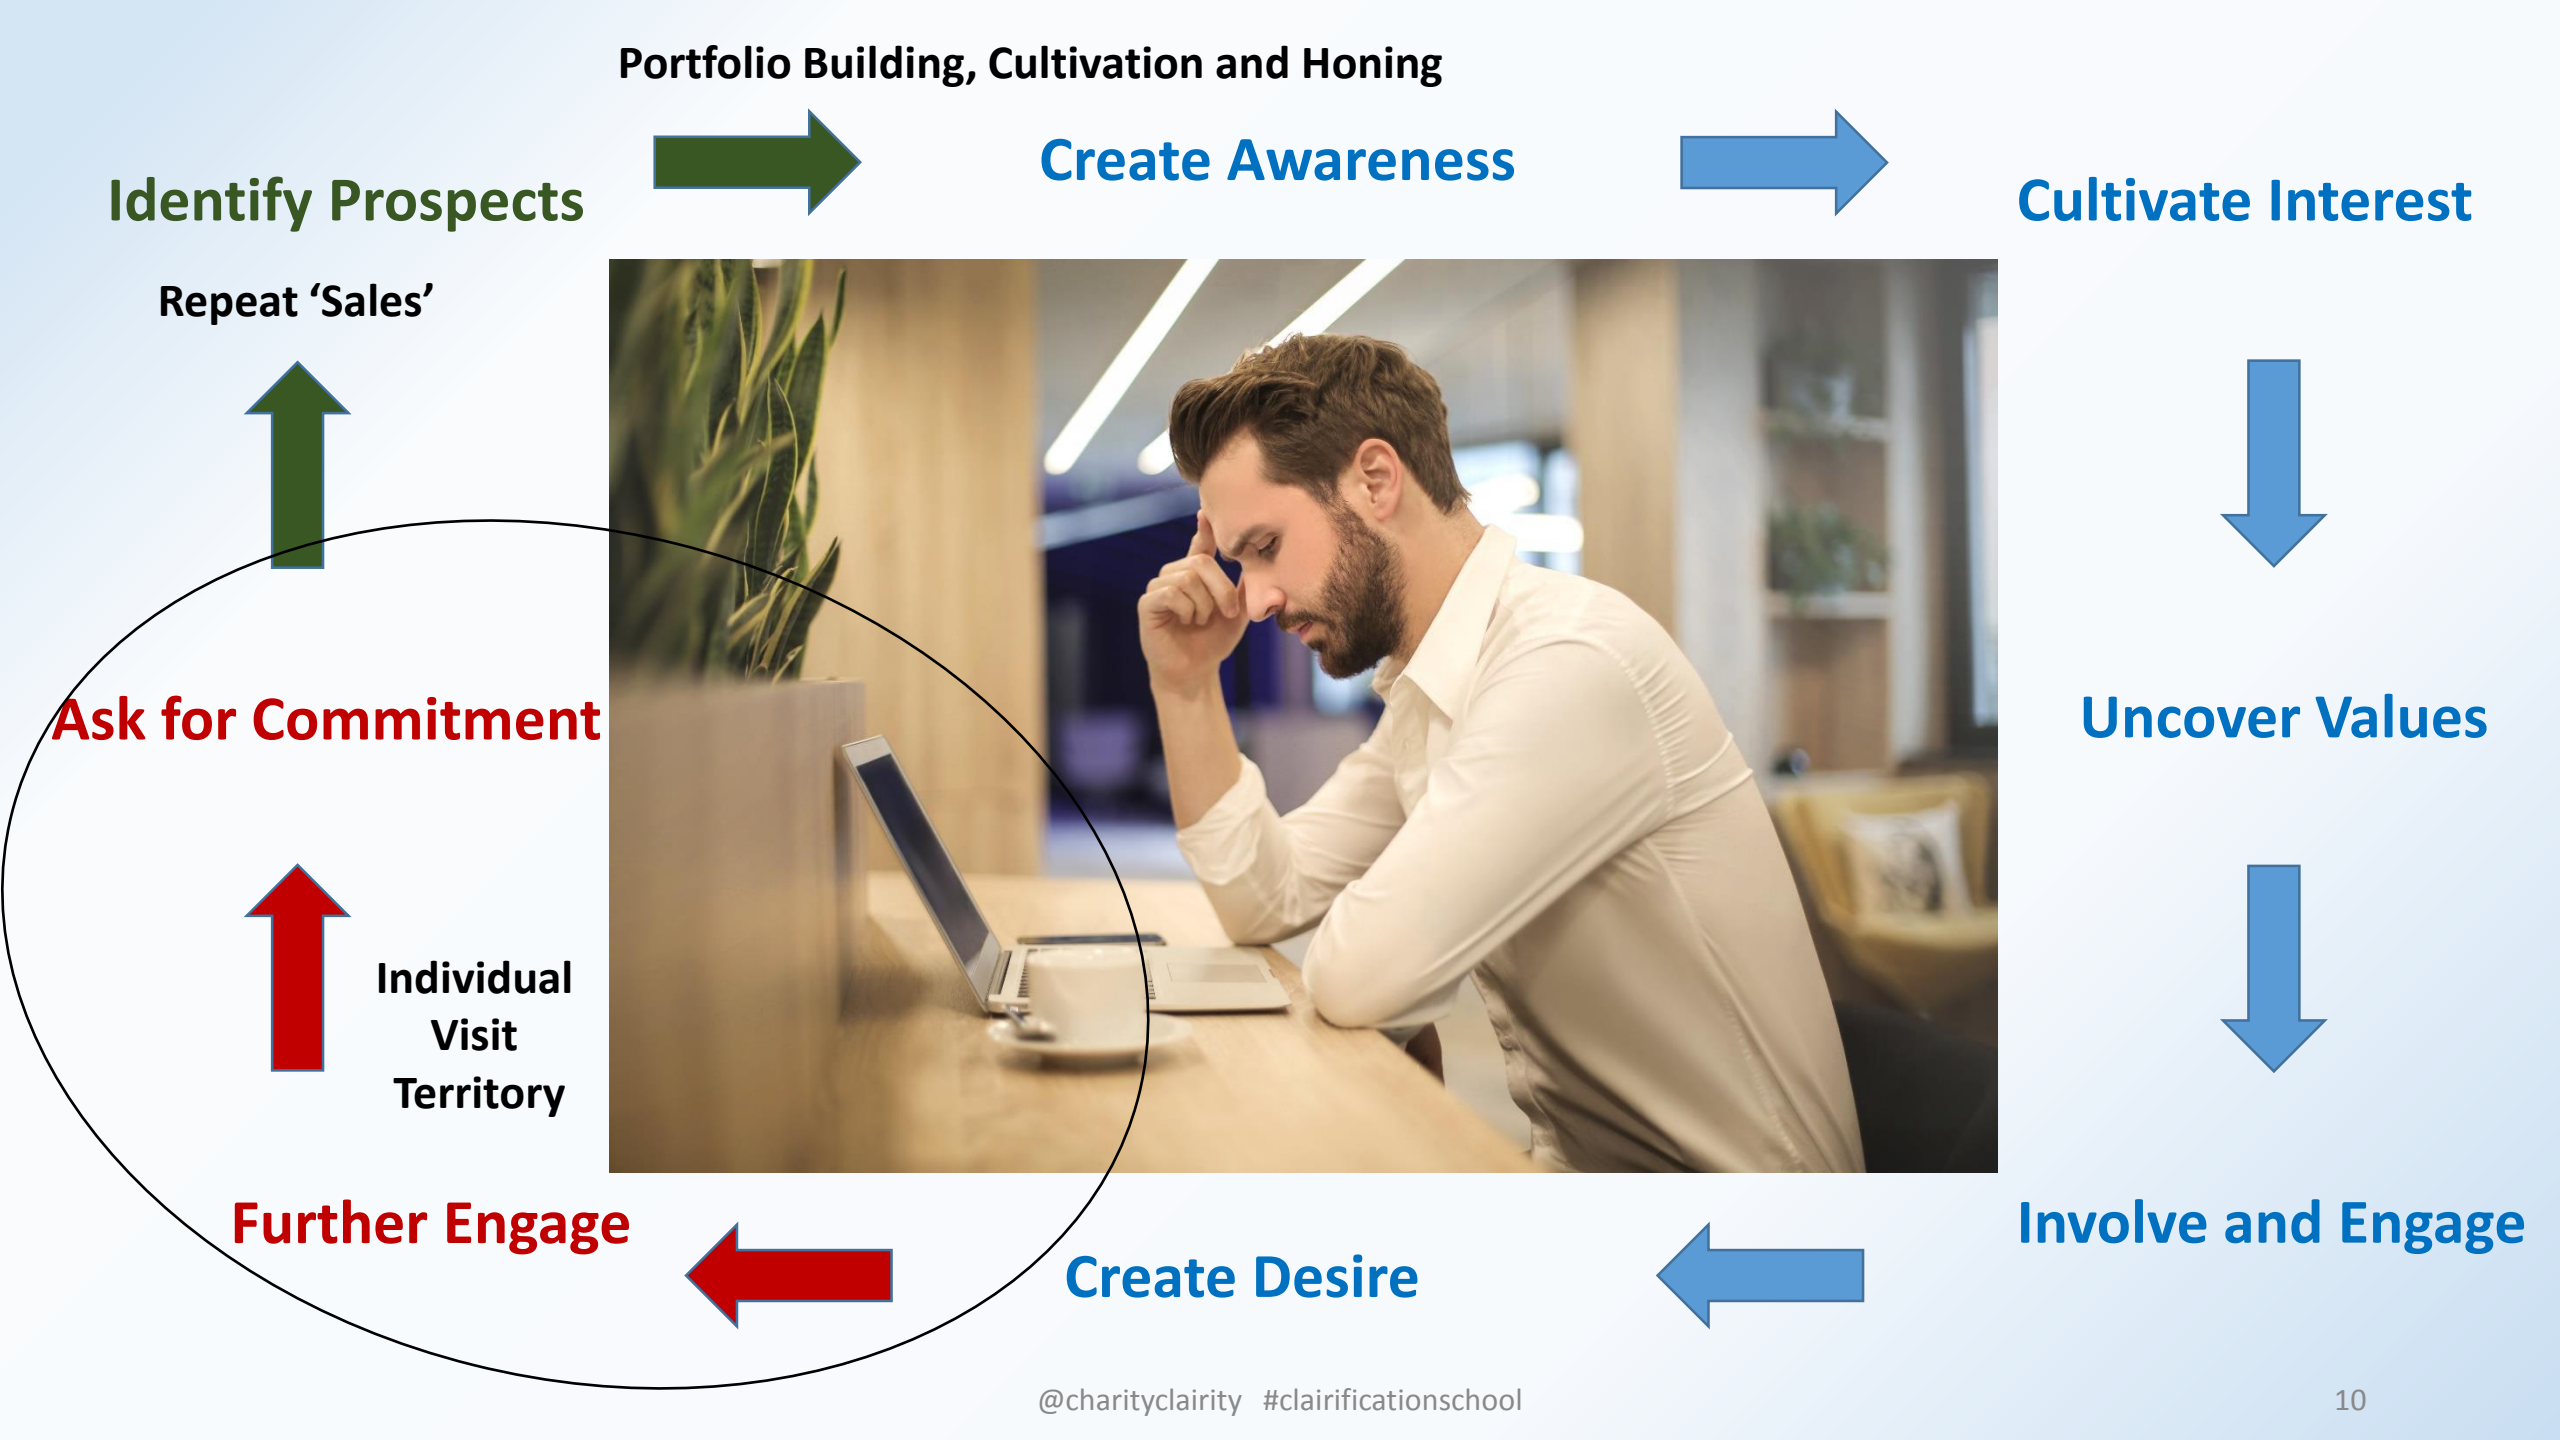 Portfolio Building, Cultivation and Honing
Create Awareness
Identify Prospects
Cultivate Interest
Repeat ‘Sales’
Ask for Commitment
Uncover Values
Individual
Visit
Territory
Further Engage
Involve and Engage
Create Desire
@charityclairity #clairificationschool
10